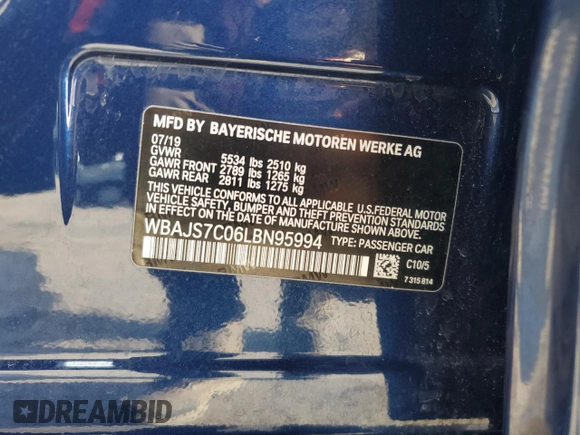 MFD BY BAYERISCHE MOTOREN WERKE AG
07/19
GVWR 5534 lbs 2510 kg
GAWR FRONT 2789 lbs 1265 kg
GAWR REAR 2811 lbs 1275 kg
THIS VEHICLE CONFORMS TO ALL APPLICABLE U.S.FEDERAL MOTOR
VEHICLE SAFETY, BUMPER, AND THEFT PREVENTION STANDARDS
IN EFFECT ON THE DATE OF MANUFACTURE SHOWN ABOVE.
WBAJS7C06LBN95994 TYPE: PASSENGER CAR
C10/5
7 315 814
DREAMBID